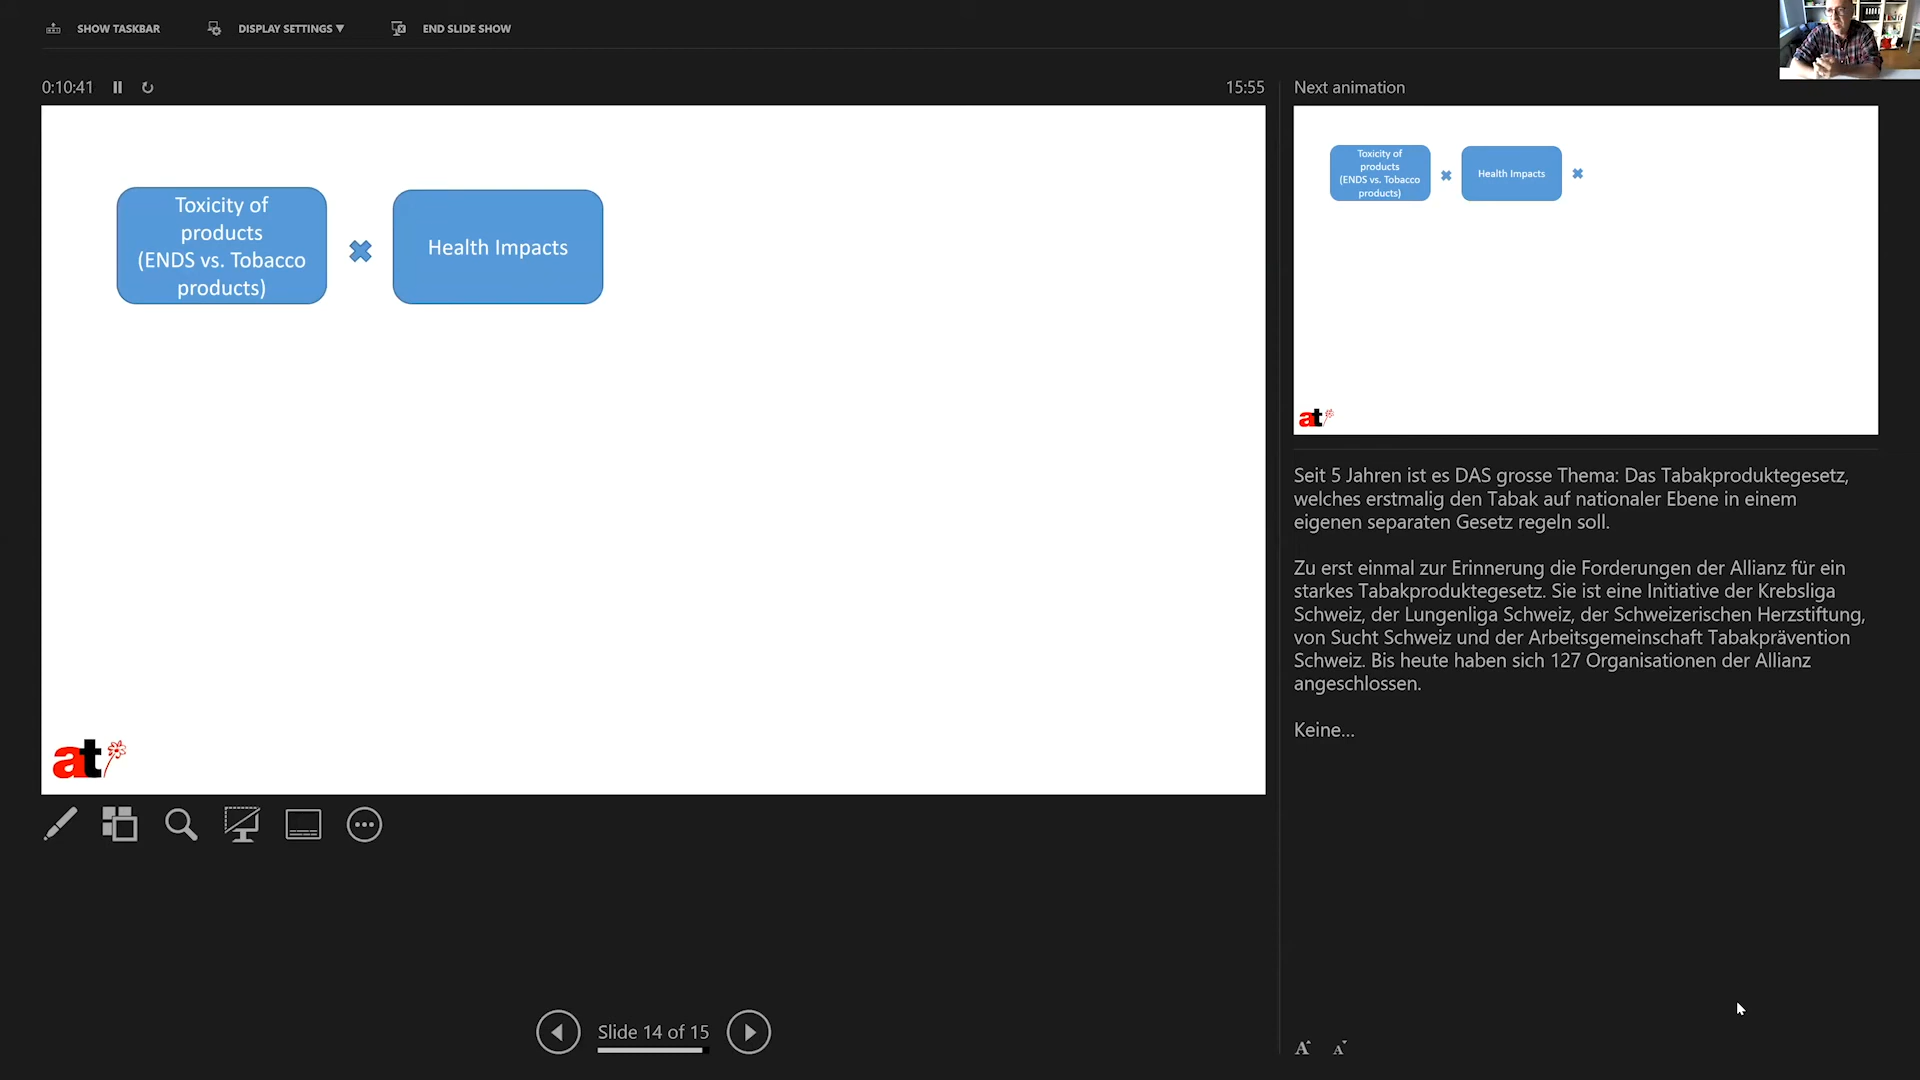 SHOW TASKBAR
DISPLAY SETTINGS ▼
END SLIDE SHOW
0:10:41
15:55
Next animation
Toxicity of
products
(ENDS vs. Tobacco
products)
Health Impacts
at
Toxicity of
products
(ENDS vs. Tobacco
products)
Health Impacts
at
Seit 5 Jahren ist es DAS grosse Thema: Das Tabakproduktegesetz,
welches erstmalig den Tabak auf nationaler Ebene in einem
eigenen separaten Gesetz regeln soll.
Zu erst einmal zur Erinnerung die Forderungen der Allianz für ein
starkes Tabakproduktegesetz. Sie ist eine Initiative der Krebsliga
Schweiz, der Lungenliga Schweiz, der Schweizerischen Herzstiftung,
von Sucht Schweiz und der Arbeitsgemeinschaft Tabakprävention
Schweiz. Bis heute haben sich 127 Organisationen der Allianz
angeschlossen.
Keine...
Slide 14 of 15
A A